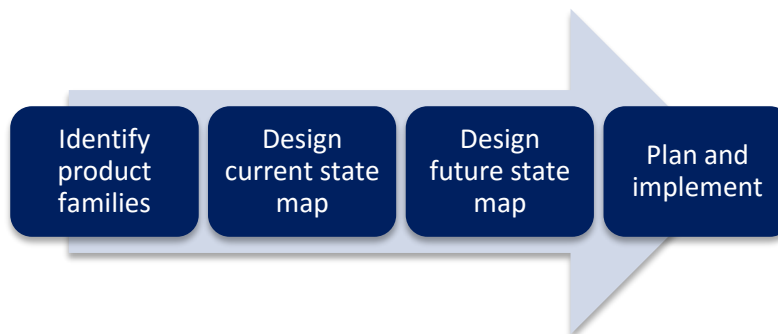 Identify
product
families
Design
current state
map
Design
future state
map
Plan and
implement